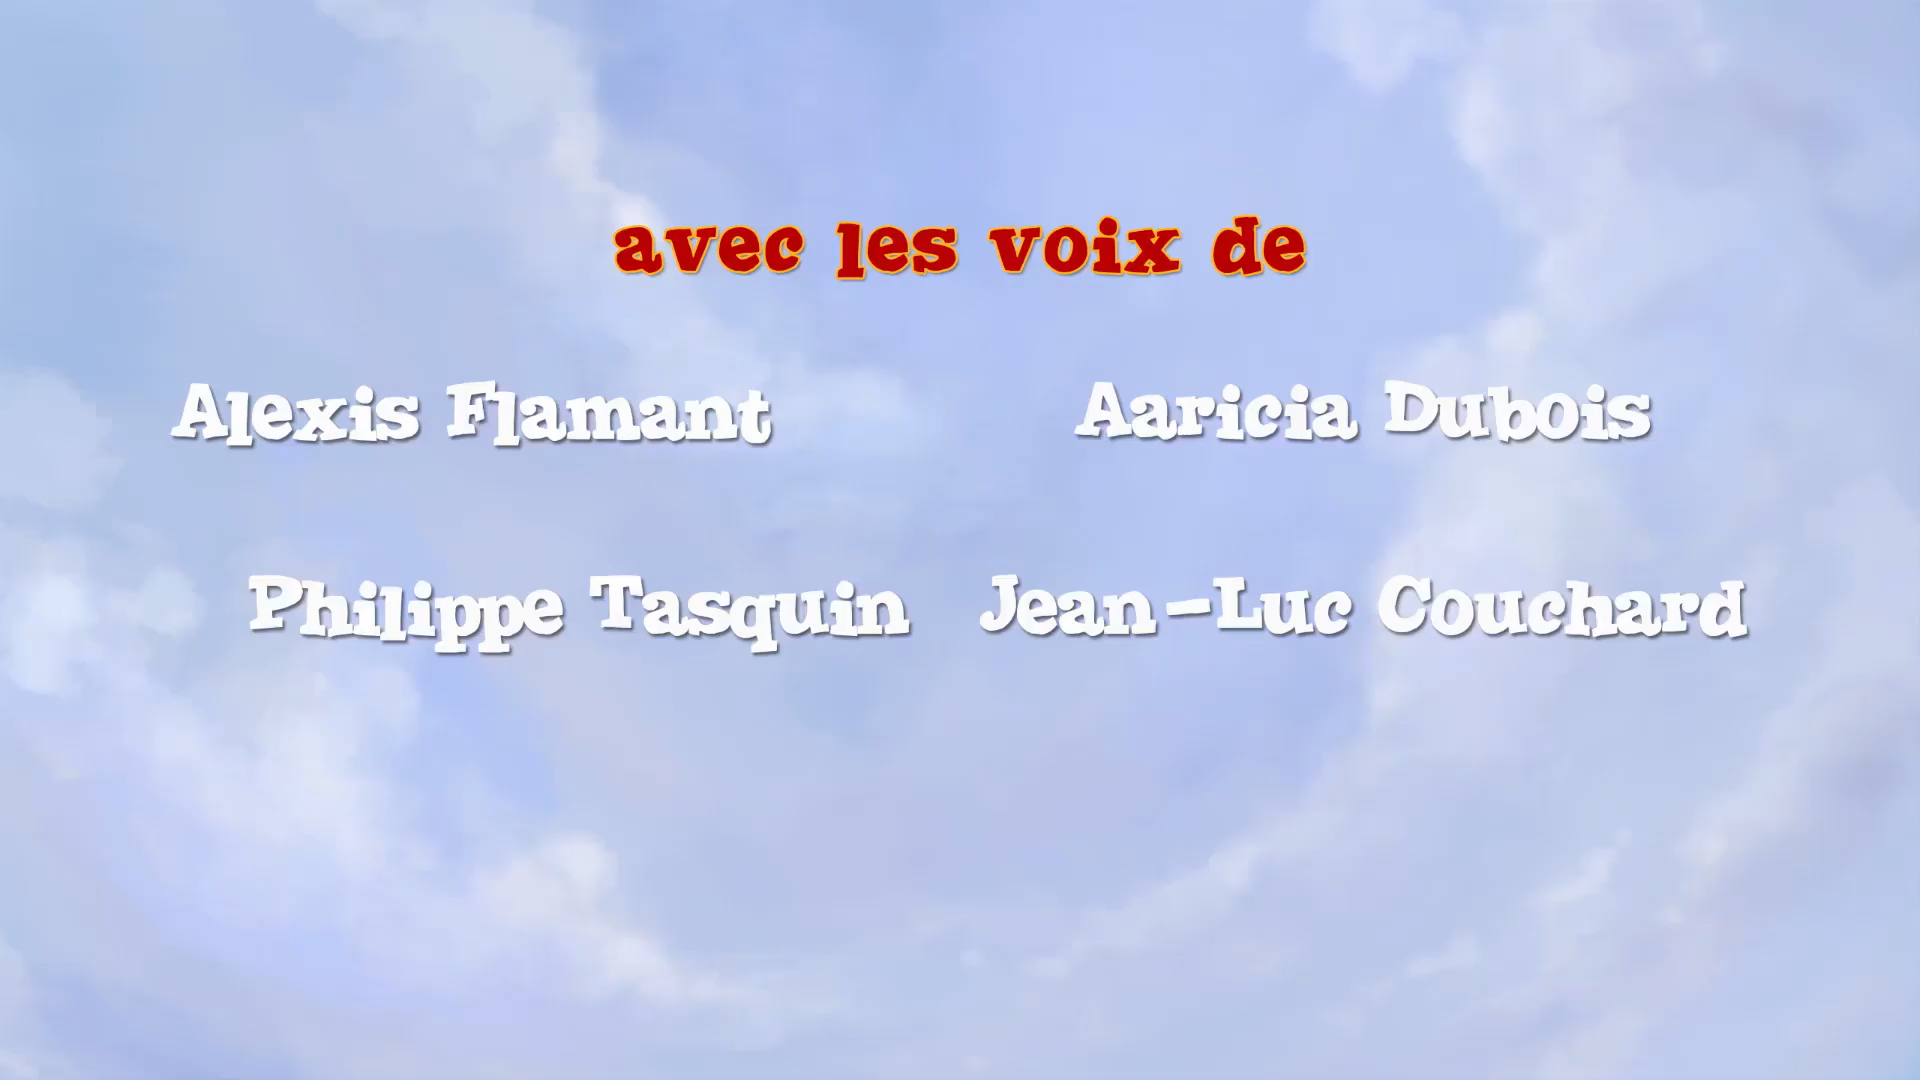 avec les voix de
Alexis Flamant Aaricia Dubois
Philippe Tasquin Jean-Luc Couchard